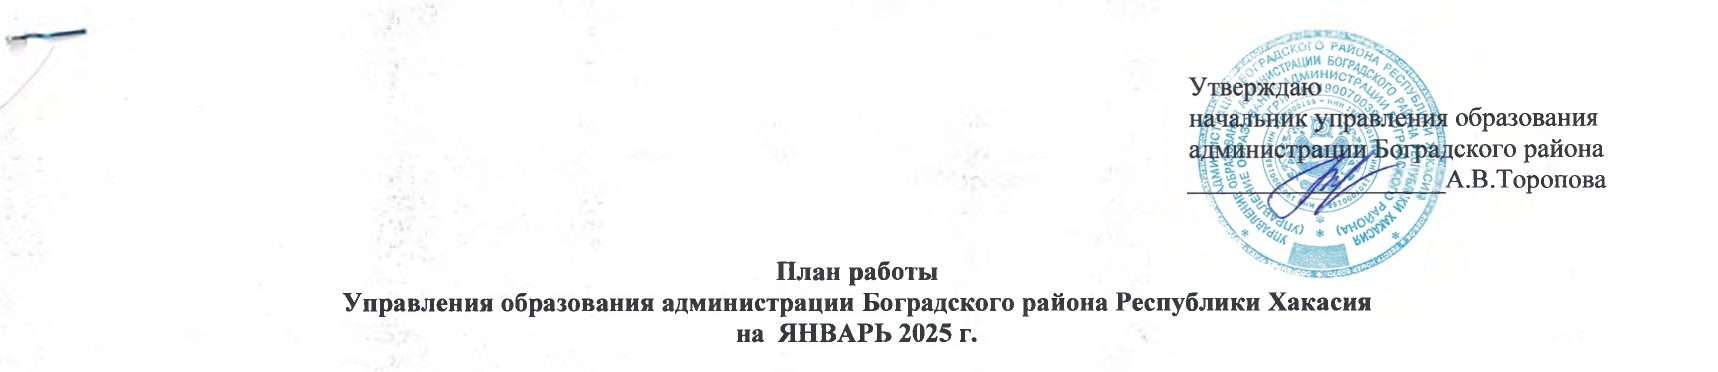 Утверждаю
начальник управления образования
администрации Боградского района
____________________А.В.Торопова
План работы
Управления образования администрации Боградского района Республики Хакасия
на ЯНВАРЬ 2025 г.